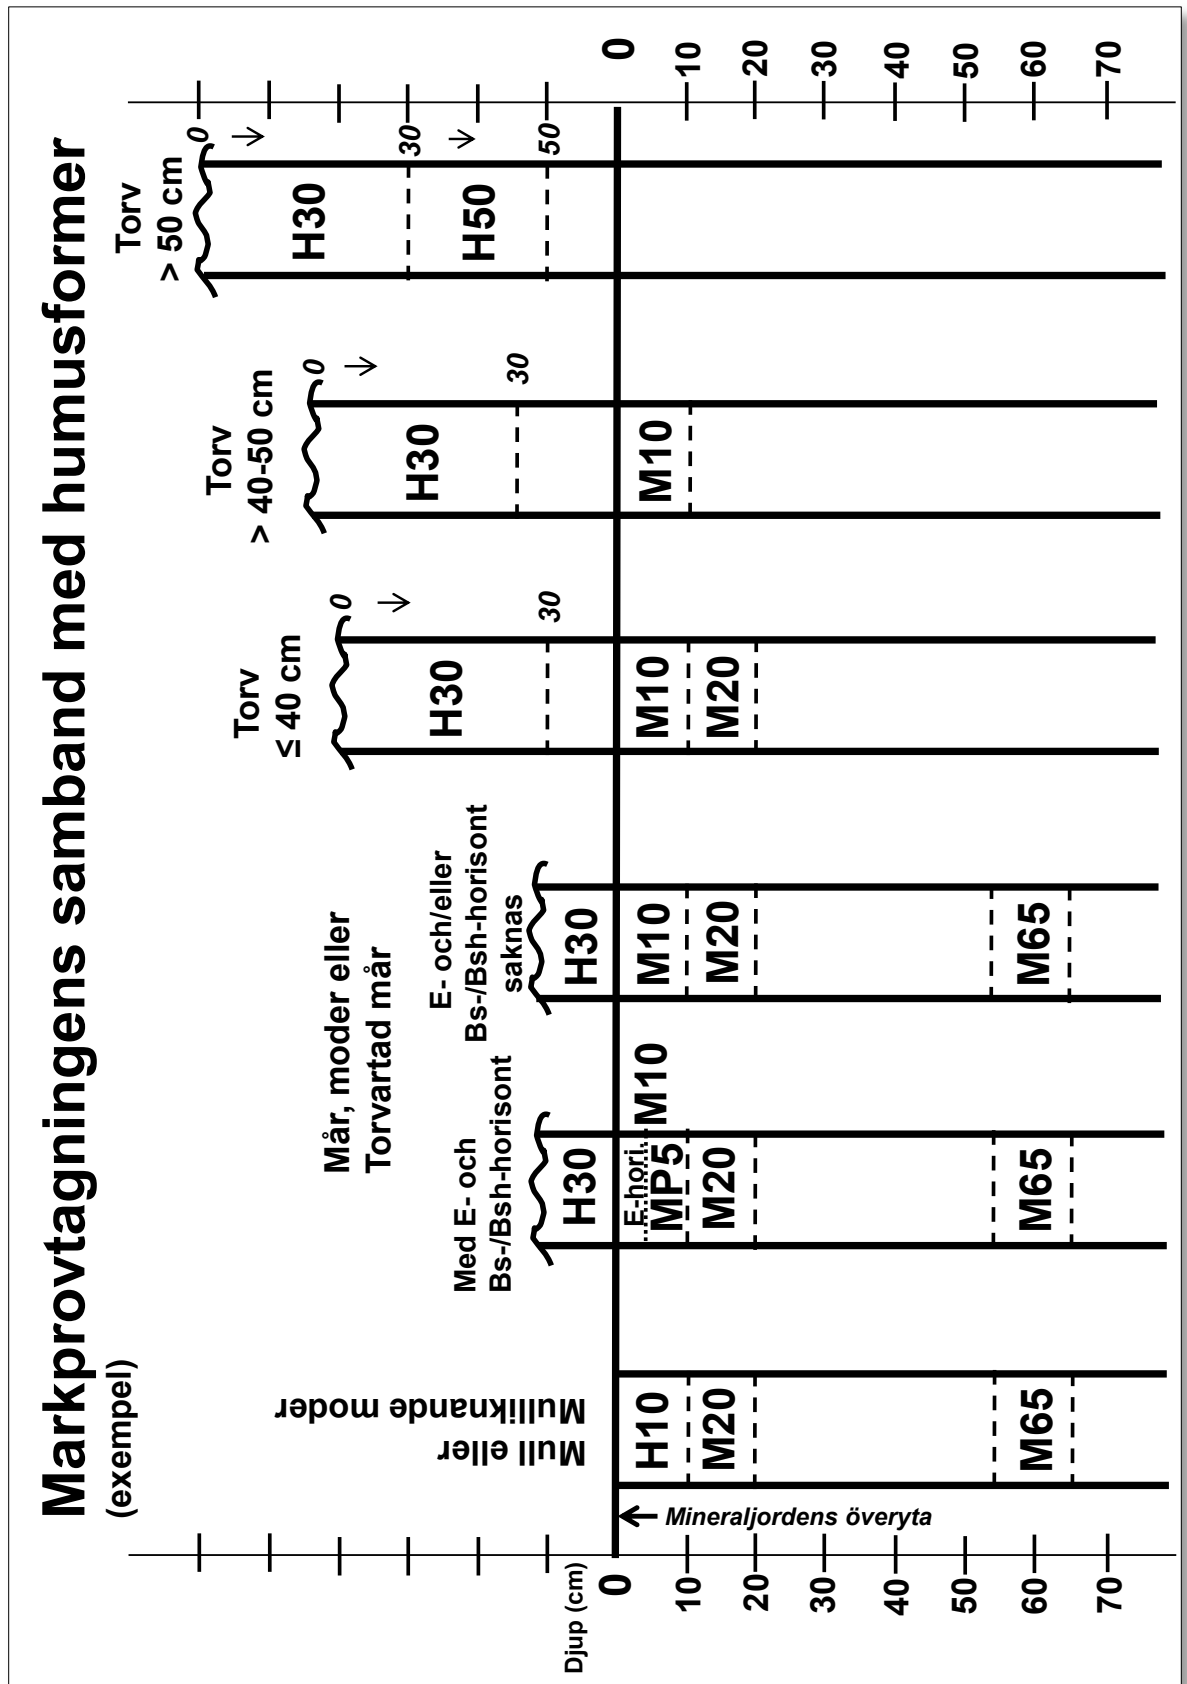 Markprovtagningens samband med humusformer
(exempel)
Mull eller
Mulliknande moder
Mår, moder eller
Torvartad mår
Med E- och
Bs-/Bsh-horisont
E- och/eller
Bs-/Bsh-horisont
saknas
Torv
≤ 40 cm
Torv
> 40-50 cm
Torv
> 50 cm
Djup (cm)
0
10
20
30
40
50
60
70
Mineraljordens överyta
H10
M20
M65
H30
E-hori.
MP5
M10
M20
M65
H30
M10
M20
M65
0
H30
30
M10
M20
0
H30
30
M10
0
H30
30
H50
50
0
10
20
30
40
50
60
70